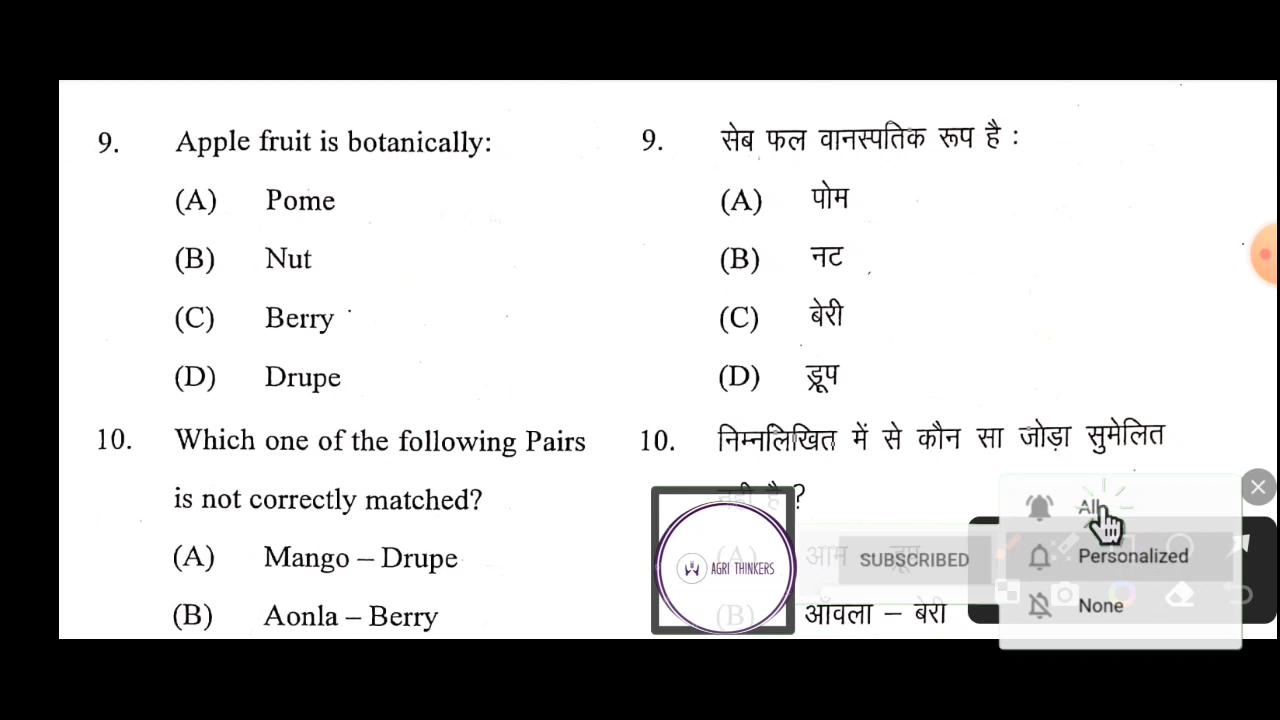 9. Apple fruit is botanically:
(A) Pome
(B) Nut
(C) Berry
(D) Drupe
10. Which one of the following Pairs
is not correctly matched?
(A) Mango – Drupe
(B) Aonla – Berry
9. सेब फल वानस्पतिक रूप है :
(A) पोम
(B) नट
(C) बेरी
(D) ड्रूप
10. निम्नलिखित में से कौन सा जोड़ा सुमेलित
नही है ?
(A) आम – ड्रूप
(B) आँवला – बेरी
AGRI THINKERS
SUBSCRIBED
All
Personalized
None